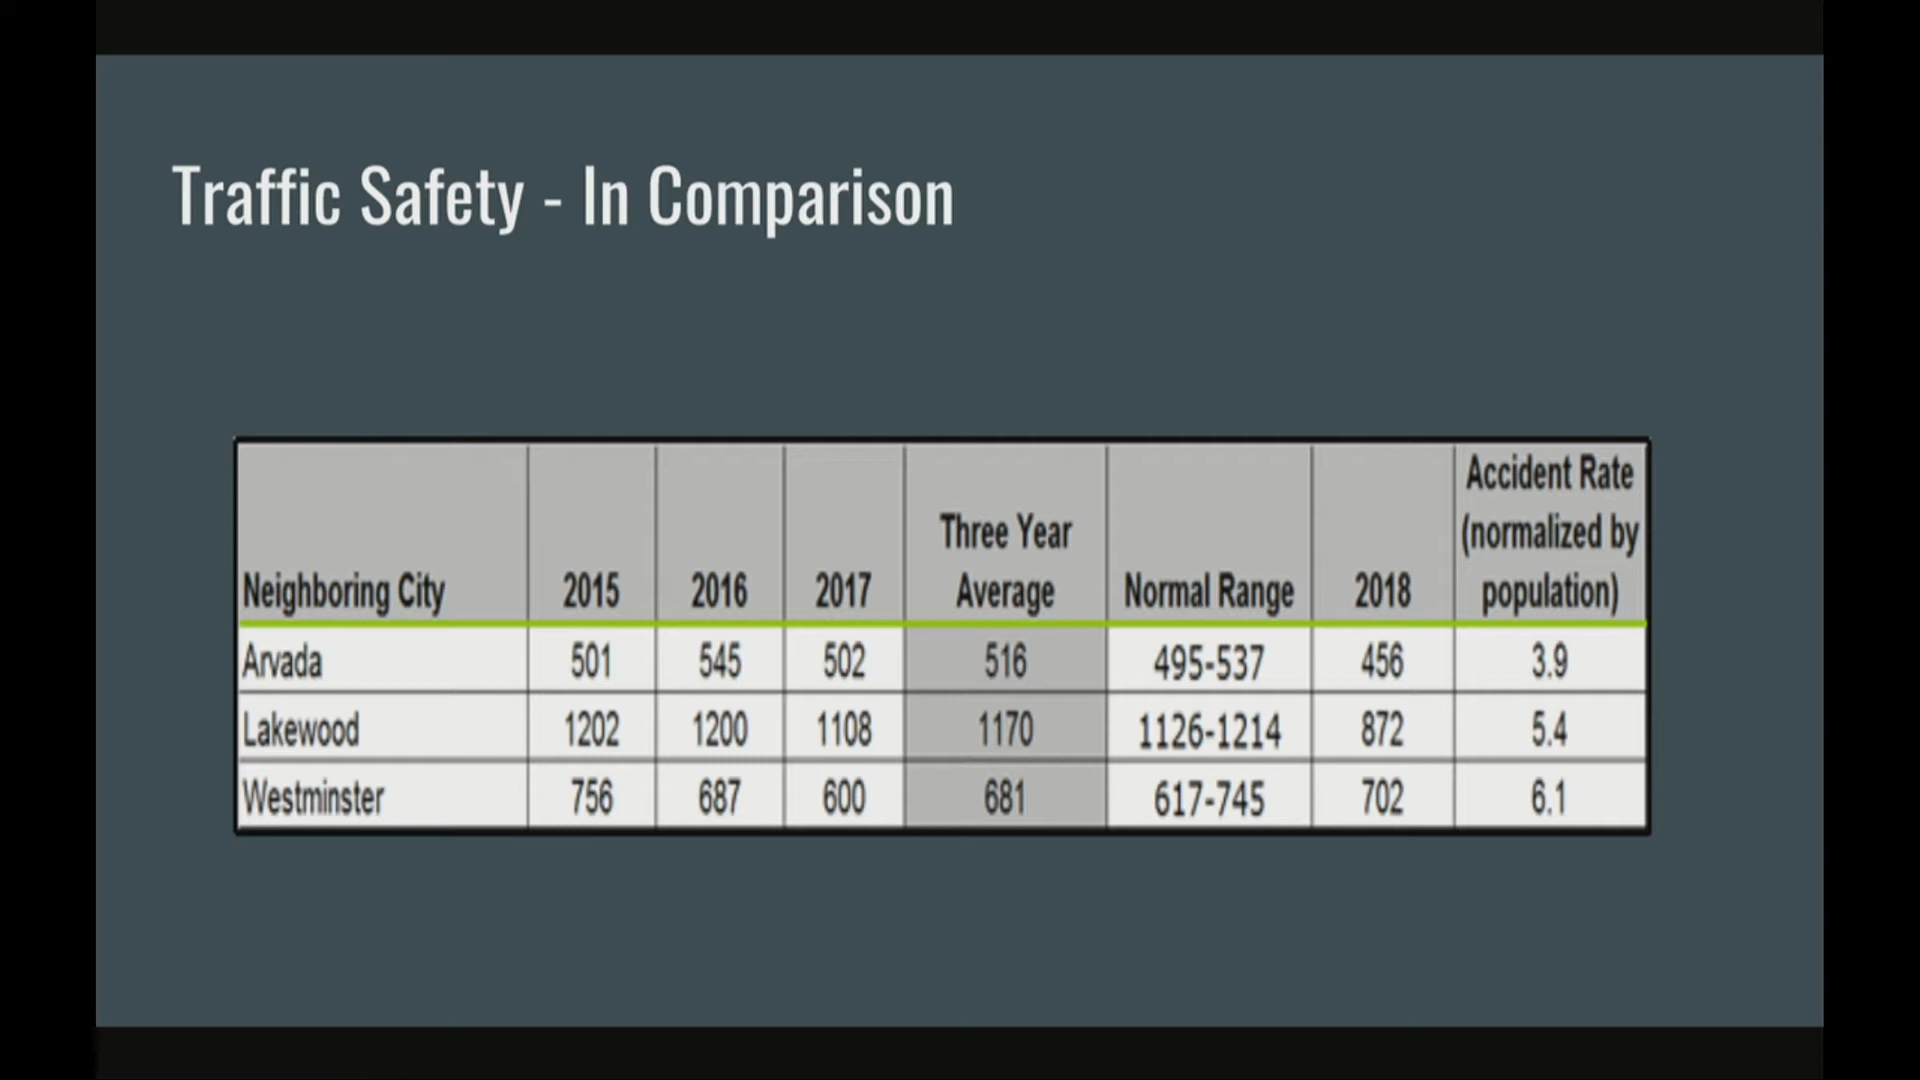 Traffic Safety - In Comparison
Neighboring City 2015 2016 2017 Three Year Average Normal Range 2018 Accident Rate (normalized by population)
Arvada 501 545 502 516 495-537 456 3.9
Lakewood 1202 1200 1108 1170 1126-1214 872 5.4
Westminster 756 687 600 681 617-745 702 6.1